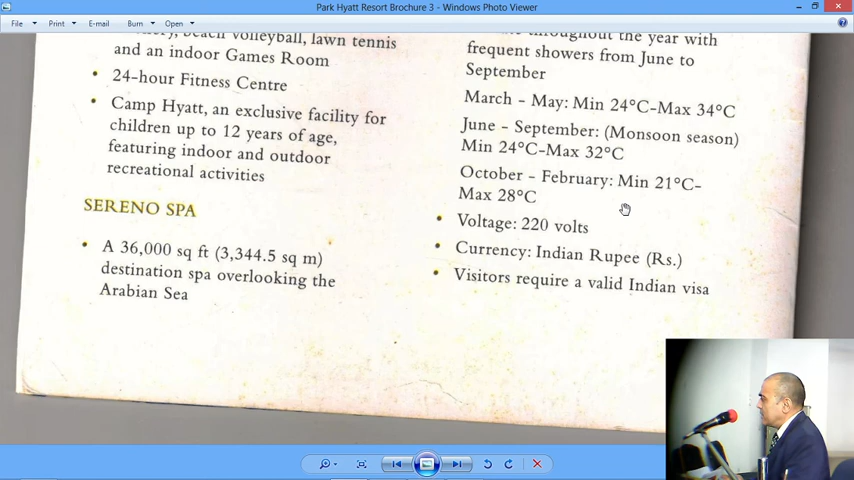 Park Hyatt Resort Brochure 3 - Windows Photo Viewer
File Print E-mail Burn Open
beach volleyball, lawn tennis
and an indoor Games Room
• 24-hour Fitness Centre
• Camp Hyatt, an exclusive facility for
children up to 12 years of age,
featuring indoor and outdoor
recreational activities
SERENO SPA
• A 36,000 sq ft (3,344.5 sq m)
destination spa overlooking the
Arabian Sea
throughout the year with
frequent showers from June to
September
March - May: Min 24°C-Max 34°C
June - September: (Monsoon season)
Min 24°C-Max 32°C
October - February: Min 21°C-
Max 28°C
• Voltage: 220 volts
• Currency: Indian Rupee (Rs.)
• Visitors require a valid Indian visa